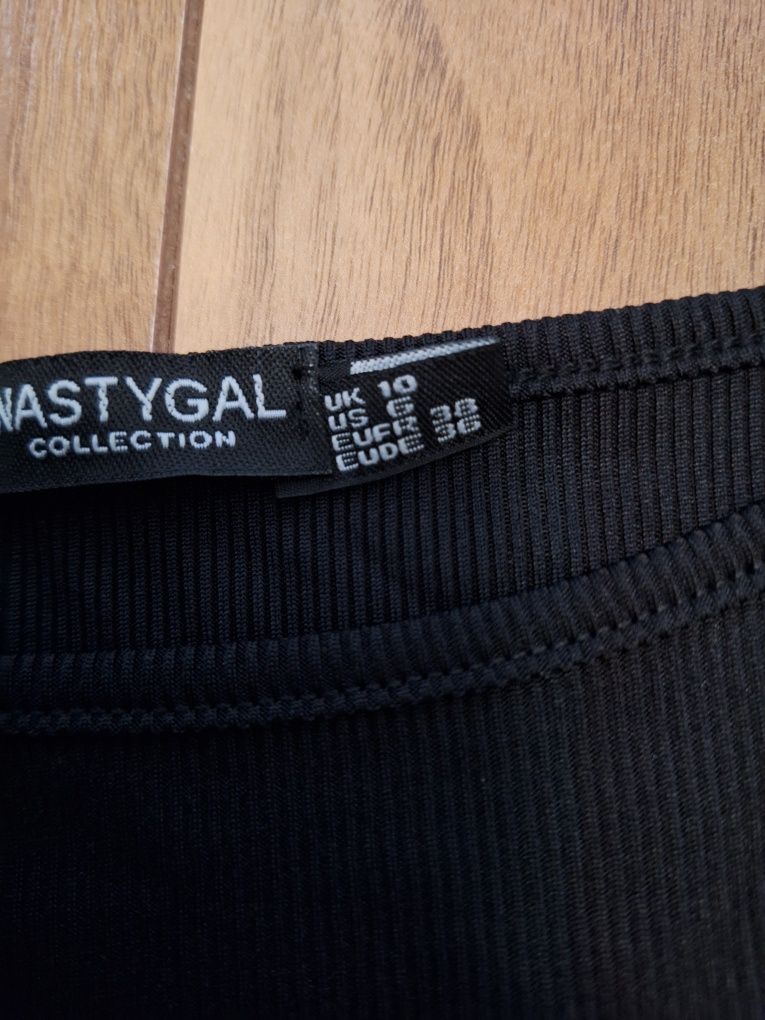 NASTYGAL
COLLECTION
UK 10
US 6
EUFR 38
EUDE 36